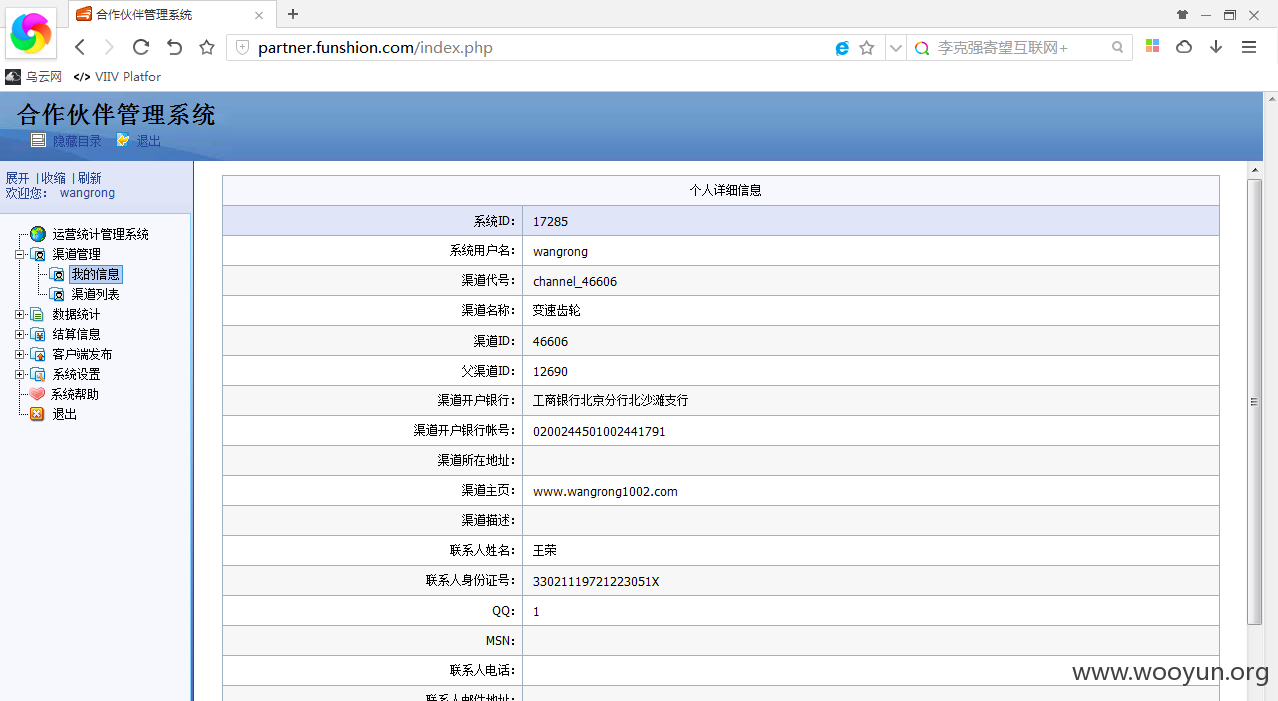 合作伙伴管理系统
partner.funshion.com/index.php
李克强寄望互联网+
乌云网 </> VIIV Platfor
合作伙伴管理系统
隐藏目录 退出
展开 |收缩 |刷新
欢迎您: wangrong
运营统计管理系统
渠道管理
我的信息
渠道列表
数据统计
结算信息
客户端发布
系统设置
系统帮助
退出
个人详细信息
系统ID: 17285
系统用户名: wangrong
渠道代号: channel_46606
渠道名称: 变速齿轮
渠道ID: 46606
父渠道ID: 12690
渠道开户银行: 工商银行北京分行北沙滩支行
渠道开户银行帐号: 0200244501002441791
渠道所在地址:
渠道主页: www.wangrong1002.com
渠道描述:
联系人姓名: 王荣
联系人身份证号: 33021119721223051X
QQ: 1
MSN:
联系人电话:
联系人邮件地址:
www.wooyun.org